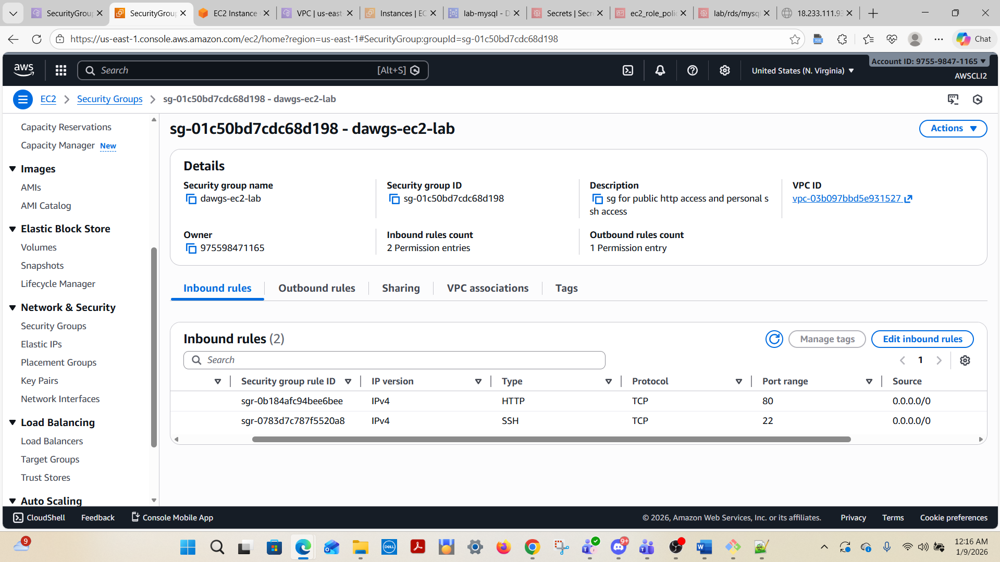 SecurityGroup
SecurityGroup
EC2 Instance
VPC | us-east-
Instances | EC
lab-mysql - D
Secrets | Secr
ec2_role_polic
lab/rds/mysql
18.233.111.93
https://us-east-1.console.aws.amazon.com/ec2/home?region=us-east-1#SecurityGroup:groupId=sg-01c50bd7cdc68d198
Chat
aws
Search
[Alt+S]
United States (N. Virginia)
Account ID: 9755-9847-1165
AWSCLI2
EC2
Security Groups
sg-01c50bd7cdc68d198 - dawgs-ec2-lab
Capacity Reservations
Capacity Manager New
Images
AMIs
AMI Catalog
Elastic Block Store
Volumes
Snapshots
Lifecycle Manager
Network & Security
Security Groups
Elastic IPs
Placement Groups
Key Pairs
Network Interfaces
Load Balancing
Load Balancers
Target Groups
Trust Stores
Auto Scaling
sg-01c50bd7cdc68d198 - dawgs-ec2-lab
Actions
Details
Security group name
dawgs-ec2-lab
Security group ID
sg-01c50bd7cdc68d198
Description
sg for public http access and personal s
sh access
VPC ID
vpc-03b097bbd5e931527
Owner
975598471165
Inbound rules count
2 Permission entries
Outbound rules count
1 Permission entry
Inbound rules
Outbound rules
Sharing
VPC associations
Tags
Inbound rules (2)
Manage tags
Edit inbound rules
Search
1
Security group rule ID
IP version
Type
Protocol
Port range
Source
sgr-0b184afc94bee6bee IPv4 HTTP TCP 80 0.0.0.0/0
sgr-0783d7c787f5520a8 IPv4 SSH TCP 22 0.0.0.0/0
CloudShell
Feedback
Console Mobile App
© 2026, Amazon Web Services, Inc. or its affiliates.
Privacy
Terms
Cookie preferences
9
DELL
9+
12:16 AM
1/9/2026